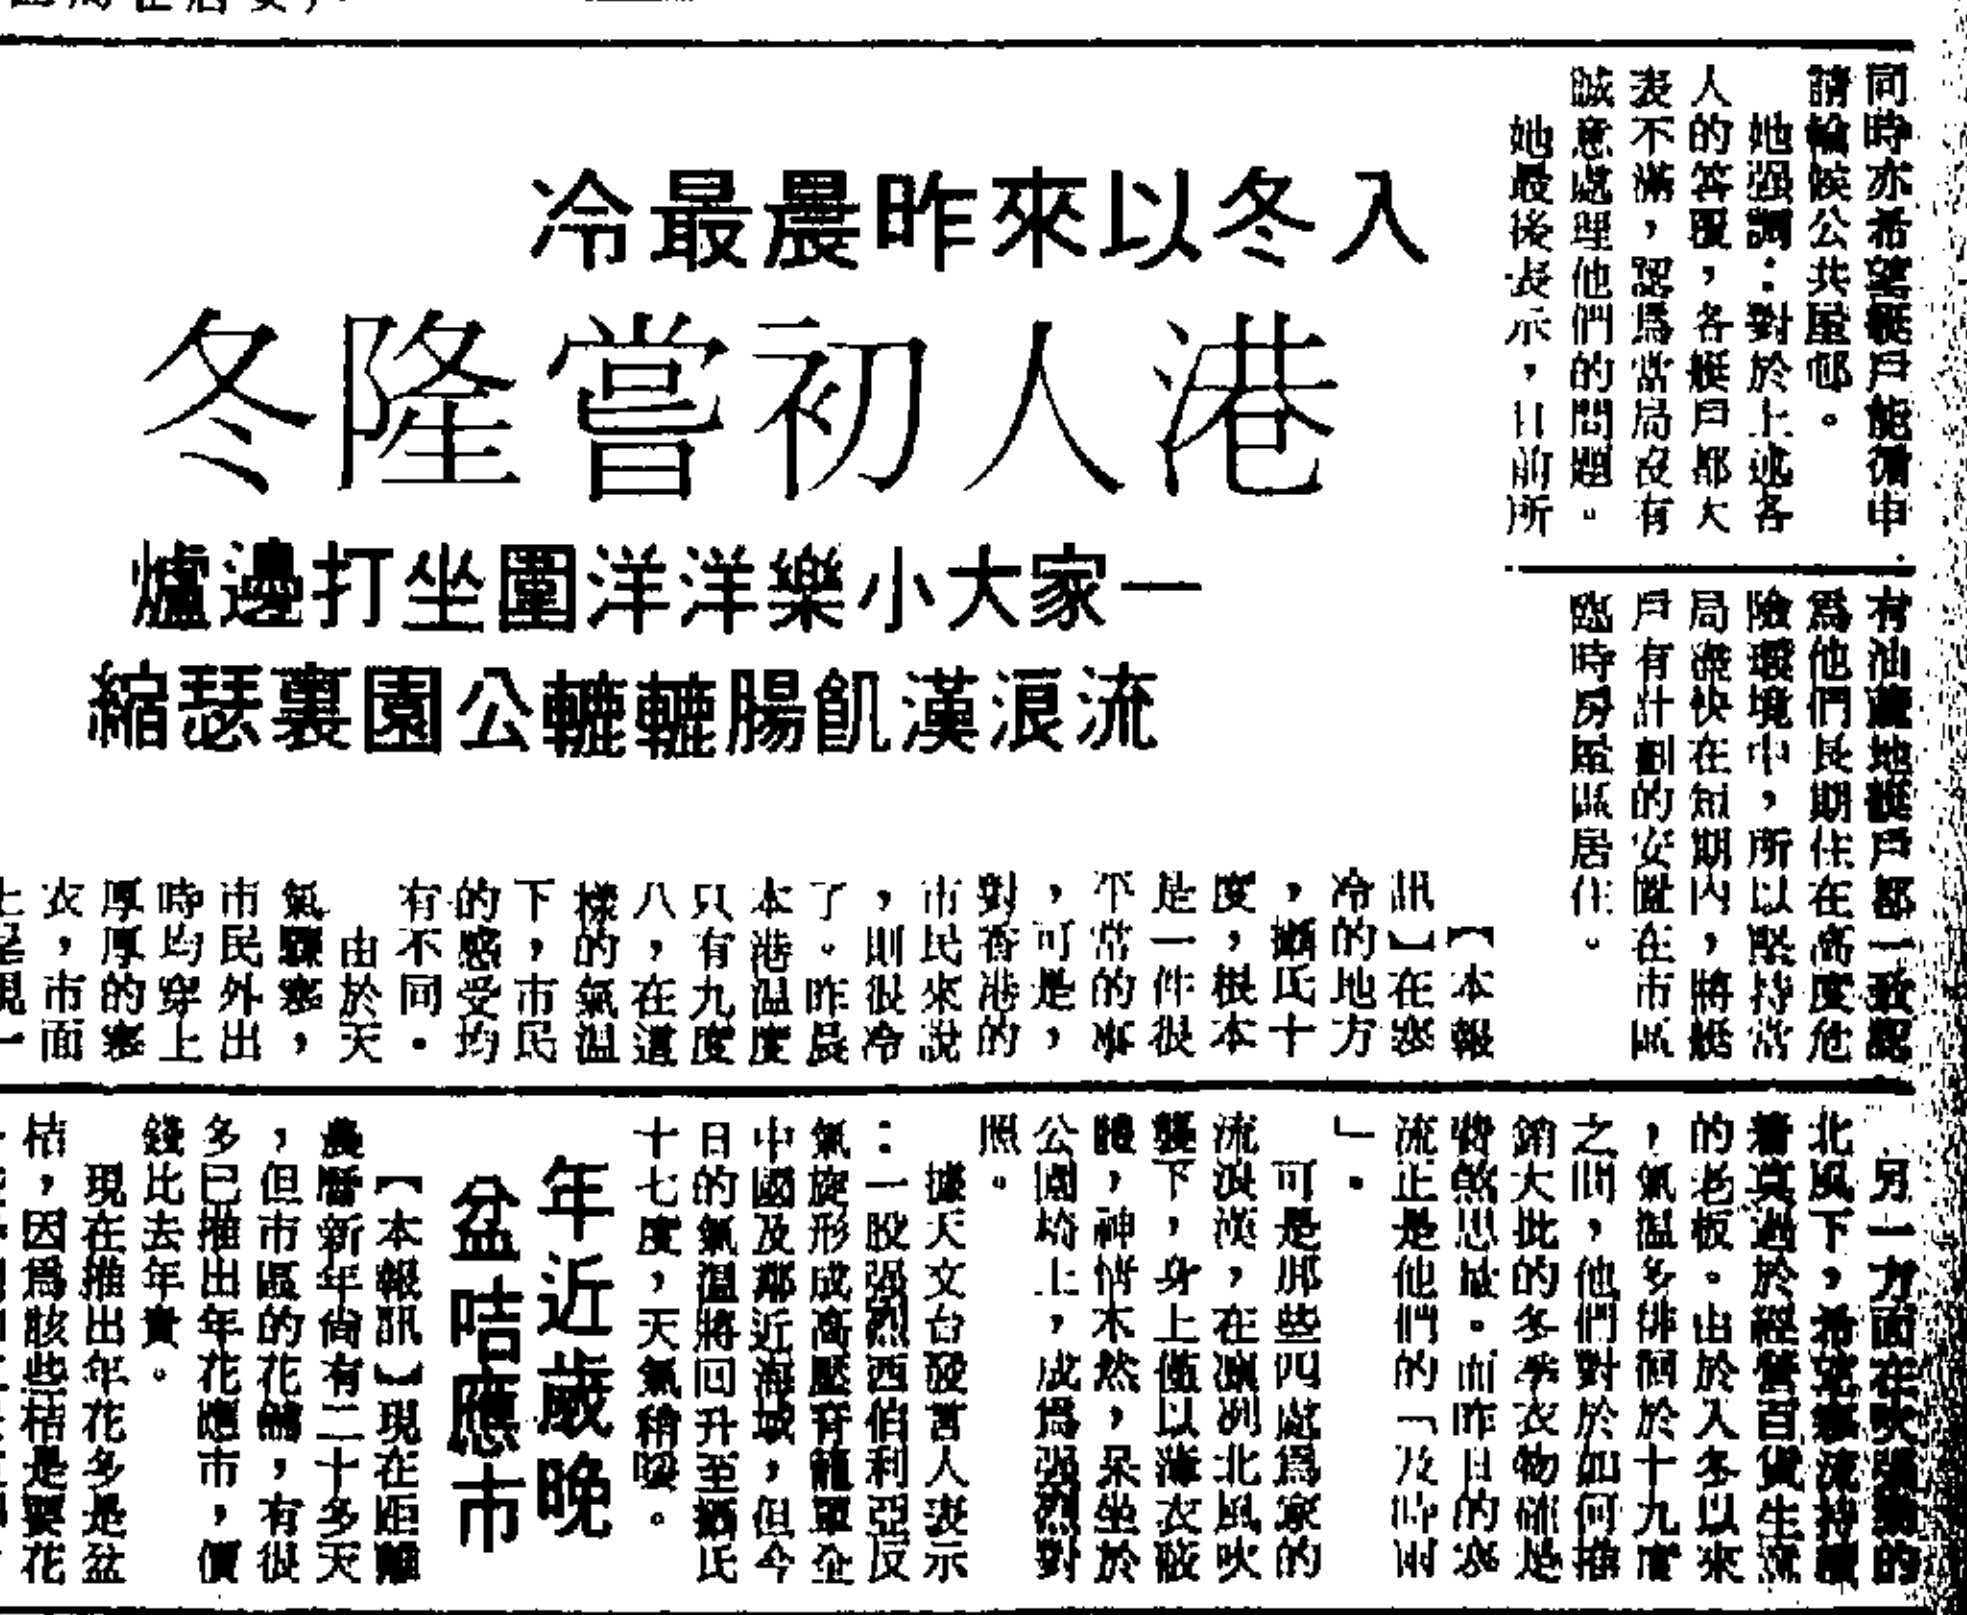 同時亦希望艇戶能循申
請輪候公共屋邨。
她强調：對於上述各
人的答覆，各艇戶都大
表不滿，認爲當局沒有
誠意處理他們的問題。
她最後表示，目前所
有油蔴地艇戶都一致認
爲他們長期住在高度危
險環境中，所以堅持當
局應快在短期內，將艇
戶有計劃的安置在市區
臨時房屋區居住。
入冬以來昨晨最冷
港人初嘗隆冬
一家大小樂洋洋圍坐打邊爐
流浪漢飢腸轆轆公園裏瑟縮
【本報
訊】在寒
冷的地方
，攝氏十
度，根本
是一件很
平常的事
，可是，
對香港的
市民來說
，則很冷
了。昨晨
本港溫度
只有九度
八，在這
樣的氣溫
下，市民
的感受均
有不同。
由於天
氣驟寒，
市民外出
時均穿上
厚厚的寒
衣，市面
上呈現一
另一方面在吹强勁的
北風下，希望寒流持續
着莫過於經營百貨生意
的老板。由於入冬以來
，氣溫多徘徊於十九度
之間，他們對於如何推
銷大批的冬季衣物確是
費煞思量。而昨日的寒
流正是他們的「及時雨
」。
可是那些四處爲家的
流浪漢，在凜冽北風吹
襲下，身上僅以薄衣蔽
體，神情木然，呆坐於
公園椅上，成爲强烈對
照。
據天文台發言人表示
：一股强烈西伯利亞反
氣旋形成高壓脊籠罩全
中國及鄰近海域，但今
日的氣溫將回升至攝氏
十七度，天氣稍暖。
年近歲晚
盆咭應市
【本報訊】現在距離
農曆新年尙有二十多天
，但市區的花舖，有很
多已推出年花應市，價
錢比去年貴。
現在推出年花多是盆
桔，因爲該些桔是要花